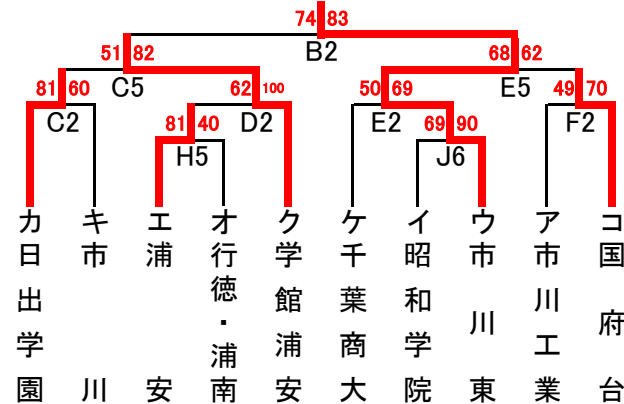 74 83
B2
51 82 68 62
C5 E5
81 60 62 100 50 69 49 70
C2 D2 E2 F2
81 40 69 90
H5 J6
カ日出学園
キ市川
エ浦安
オ行徳・浦南
ク学館浦安
ケ千葉商大
イ昭和学院
ウ市川東
ア市川工業
コ国府台